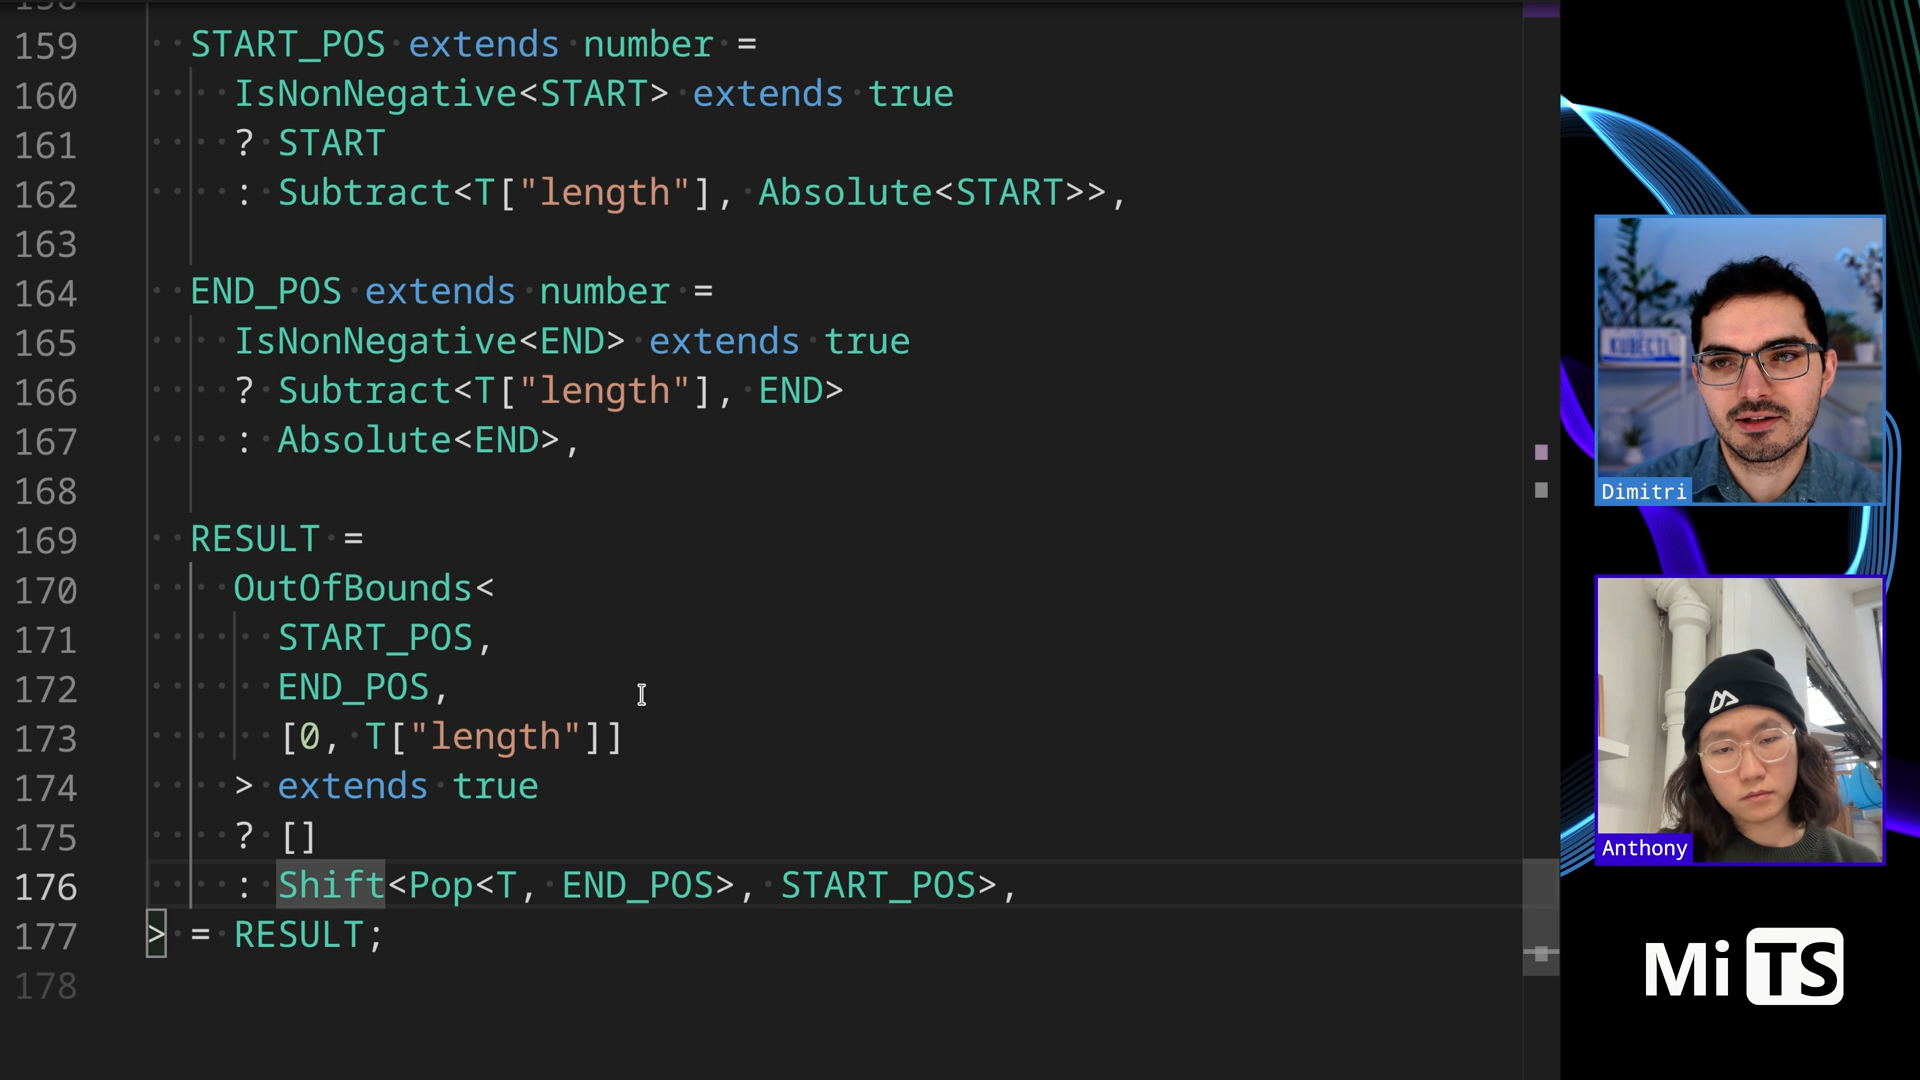 158
159 START_POS extends number =
160 IsNonNegative<START> extends true
161 ? START
162 : Subtract<T["length"], Absolute<START>>,
163
164 END_POS extends number =
165 IsNonNegative<END> extends true
166 ? Subtract<T["length"], END>
167 : Absolute<END>,
168
169 RESULT =
170 OutOfBounds<
171 START_POS,
172 END_POS,
173 [0, T["length"]]
174 > extends true
175 ? []
176 : Shift<Pop<T, END_POS>, START_POS>,
177 > = RESULT;
178
KUBECTL
Dimitri
Anthony
MiTS